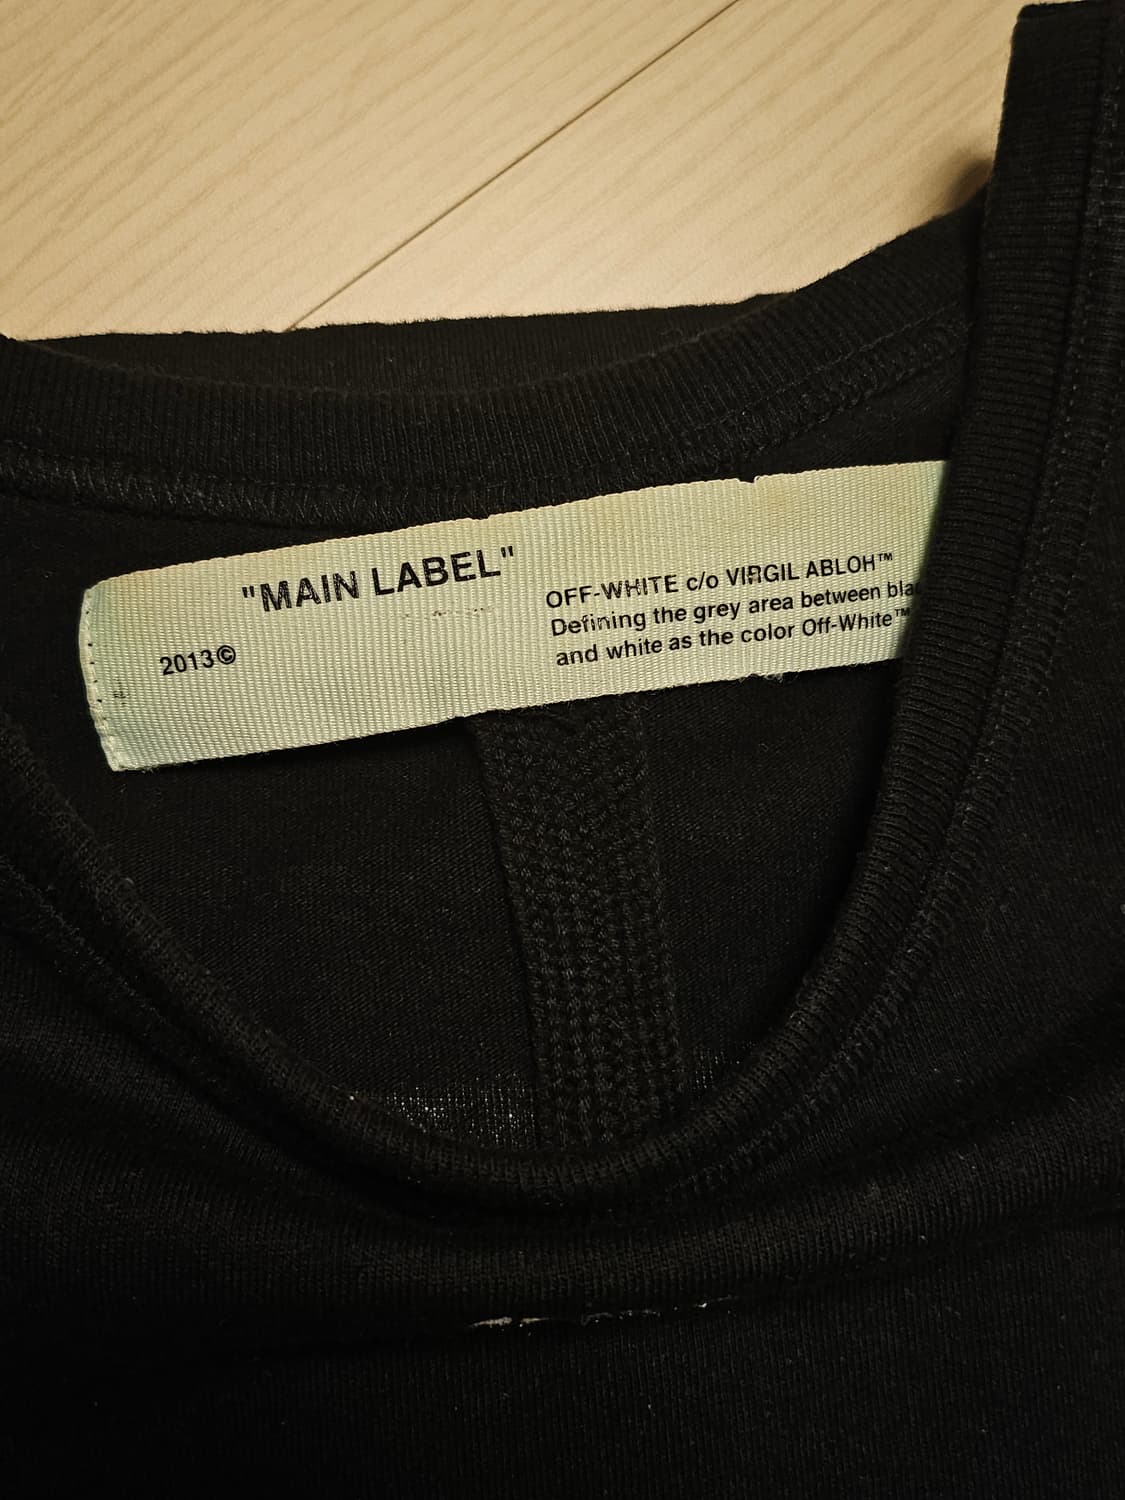 "MAIN LABEL"
2013©
OFF-WHITE c/o VIRGIL ABLOH™
Defining the grey area between
and white as the color Off-White™